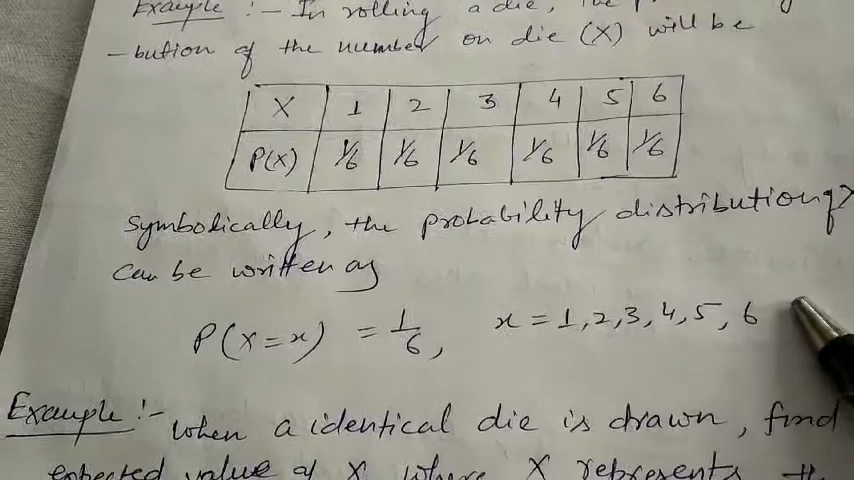 Example :- In rolling a die,
-bution of the number on die (X) will be
X 1 2 3 4 5 6
P(X) 1/6 1/6 1/6 1/6 1/6 1/6
Symbolically, the probability distribution of X
can be written as
P(X=x) = 1/6, x = 1,2,3,4,5,6
Example :- When a identical die is drawn, find
expected value of X where X represents